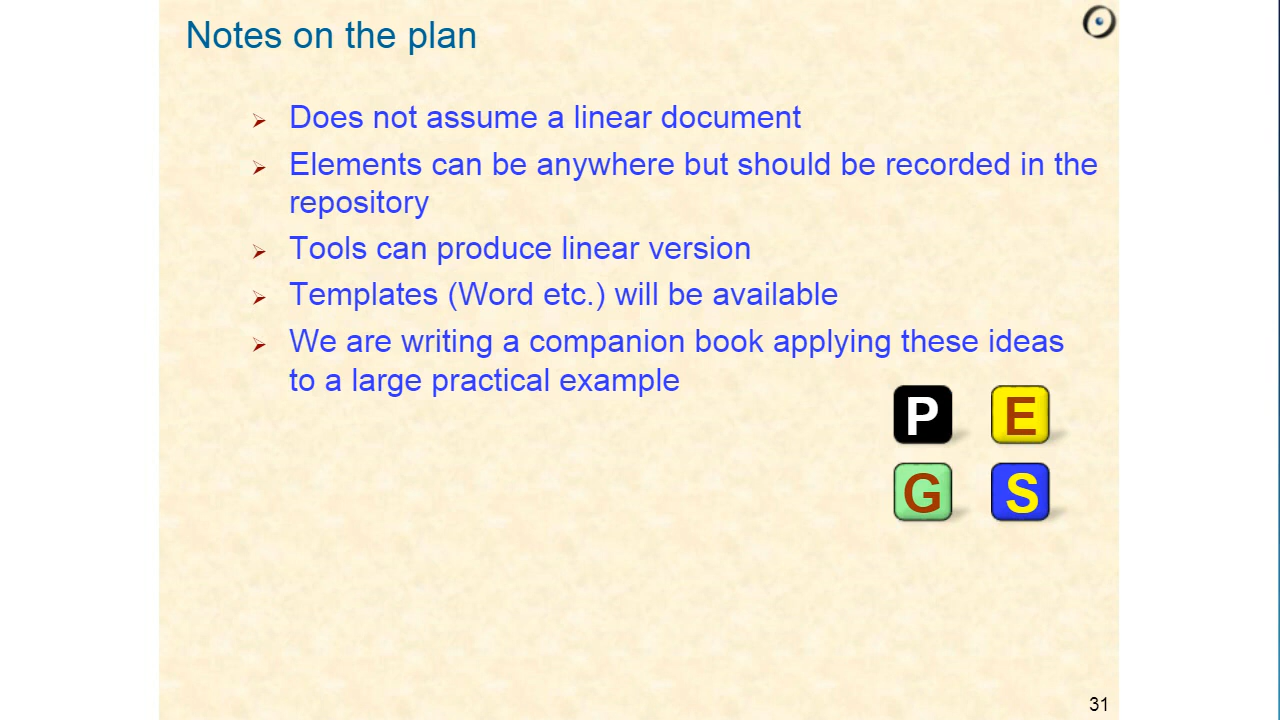 Notes on the plan
Does not assume a linear document
Elements can be anywhere but should be recorded in the
repository
Tools can produce linear version
Templates (Word etc.) will be available
We are writing a companion book applying these ideas
to a large practical example
P E
G S
31